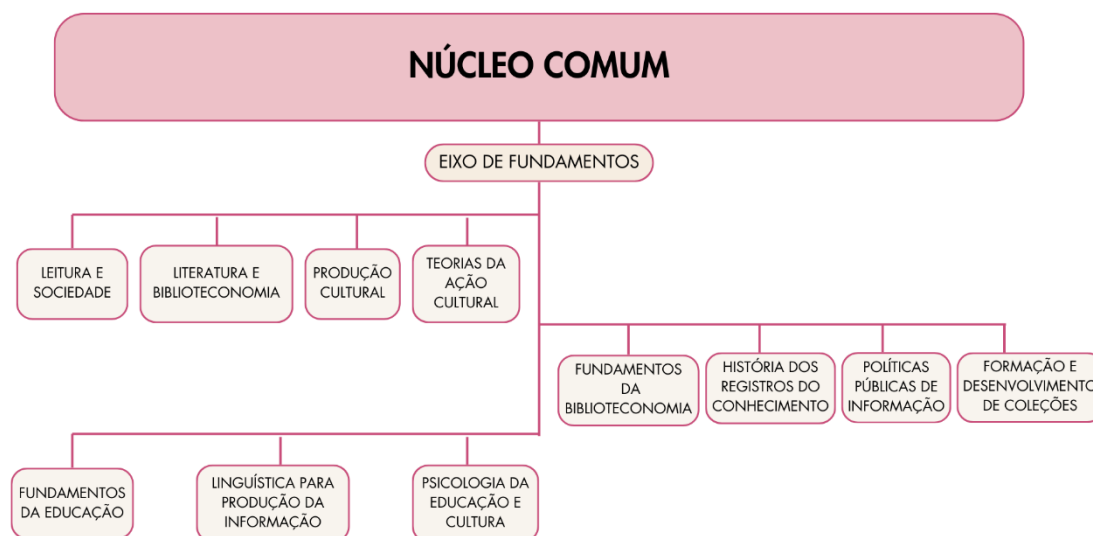 NÚCLEO COMUM
EIXO DE FUNDAMENTOS
LEITURA E
SOCIEDADE
LITERATURA E
BIBLIOTECONOMIA
PRODUÇÃO
CULTURAL
TEORIAS DA
AÇÃO
CULTURAL
FUNDAMENTOS
DA
BIBLIOTECONOMIA
HISTÓRIA DOS
REGISTROS DO
CONHECIMENTO
POLÍTICAS
PÚBLICAS DE
INFORMAÇÃO
FORMAÇÃO E
DESENVOLVIMENTO
DE COLEÇÕES
FUNDAMENTOS
DA EDUCAÇÃO
LINGUÍSTICA PARA
PRODUÇÃO DA
INFORMAÇÃO
PSICOLOGIA DA
EDUCAÇÃO E
CULTURA